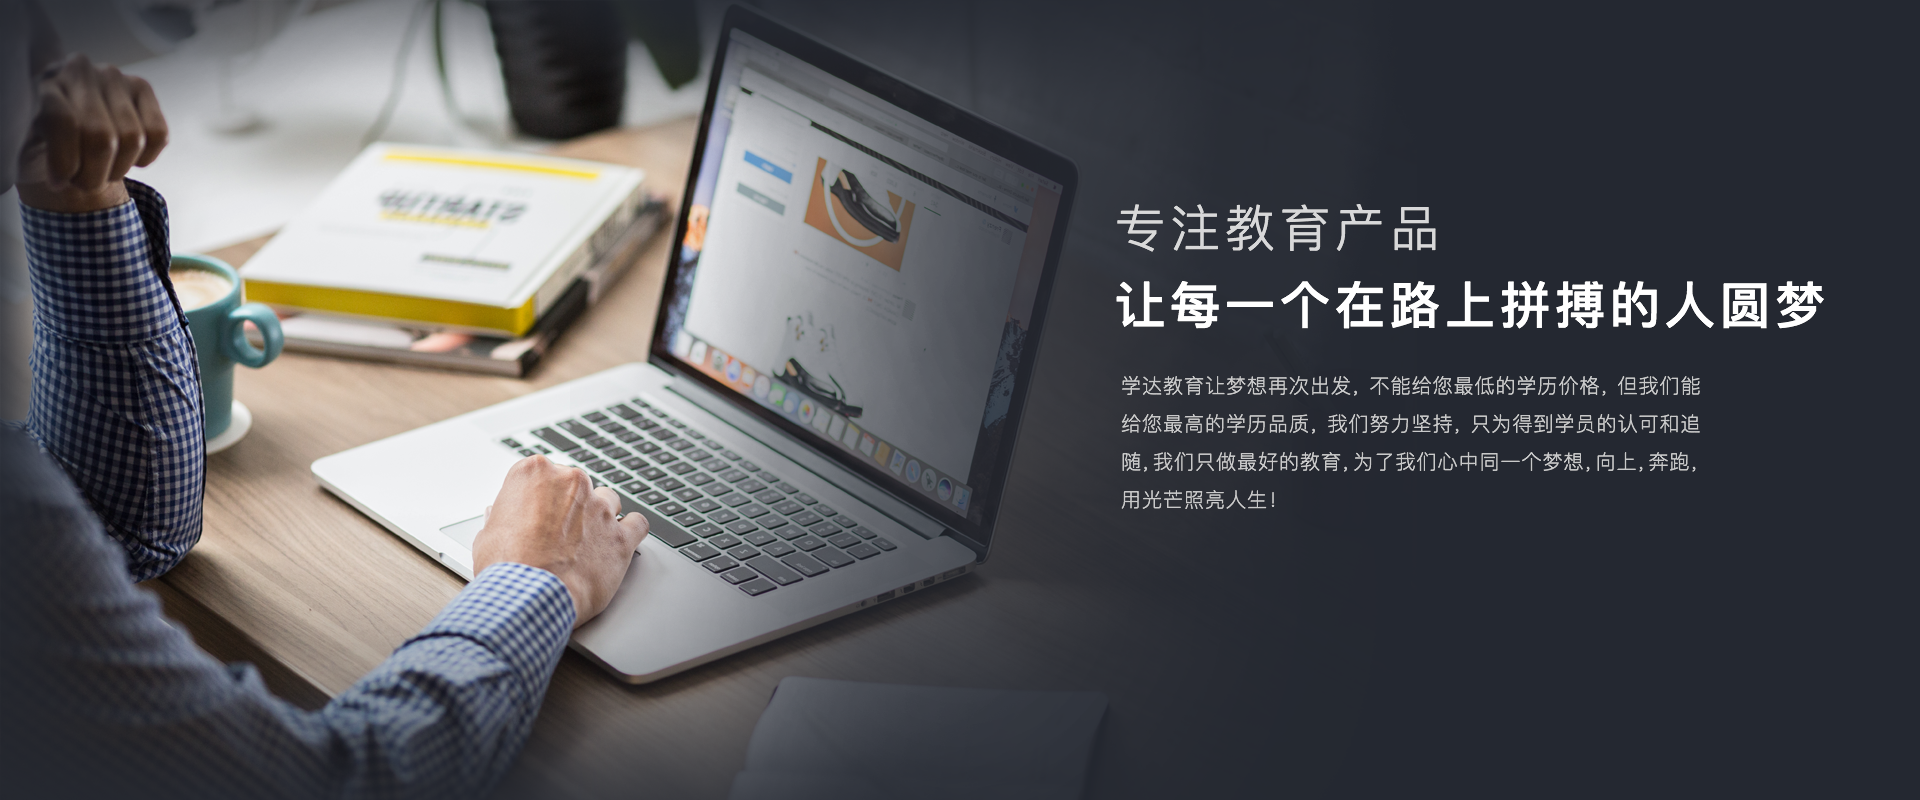 专注教育产品
让每一个在路上拼搏的人圆梦
学达教育让梦想再次出发，不能给您最低的学历价格，但我们能
给您最高的学历品质，我们努力坚持，只为得到学员的认可和追
随，我们只做最好的教育，为了我们心中同一个梦想，向上，奔跑，
用光芒照亮人生！